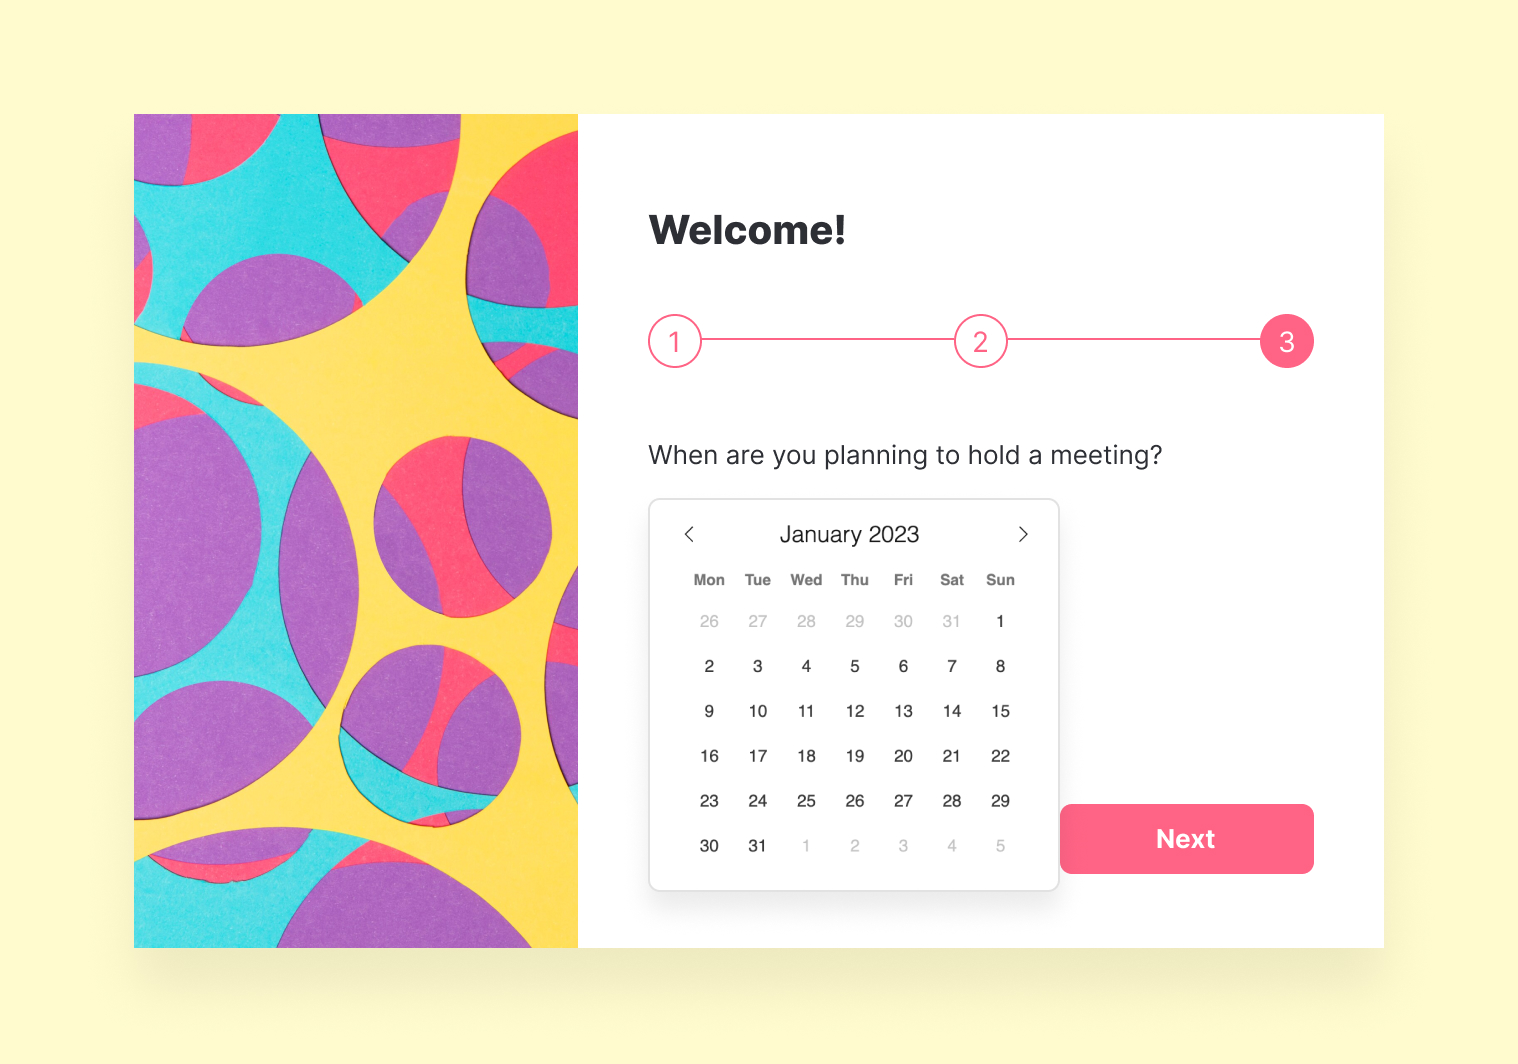 Welcome!
1 2 3
When are you planning to hold a meeting?
January 2023
Mon Tue Wed Thu Fri Sat Sun
26 27 28 29 30 31 1
2 3 4 5 6 7 8
9 10 11 12 13 14 15
16 17 18 19 20 21 22
23 24 25 26 27 28 29
30 31 1 2 3 4 5
Next